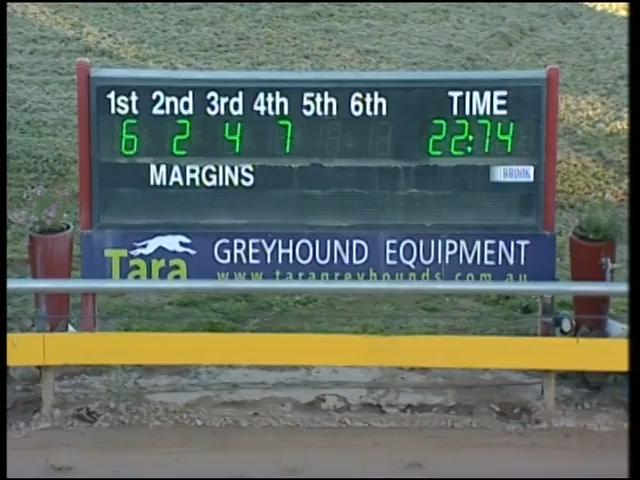 1st 2nd 3rd 4th 5th 6th TIME
6 2 4 7 22:74
MARGINS
BROOK
Tara GREYHOUND EQUIPMENT
www.taragreyhounds.com.au